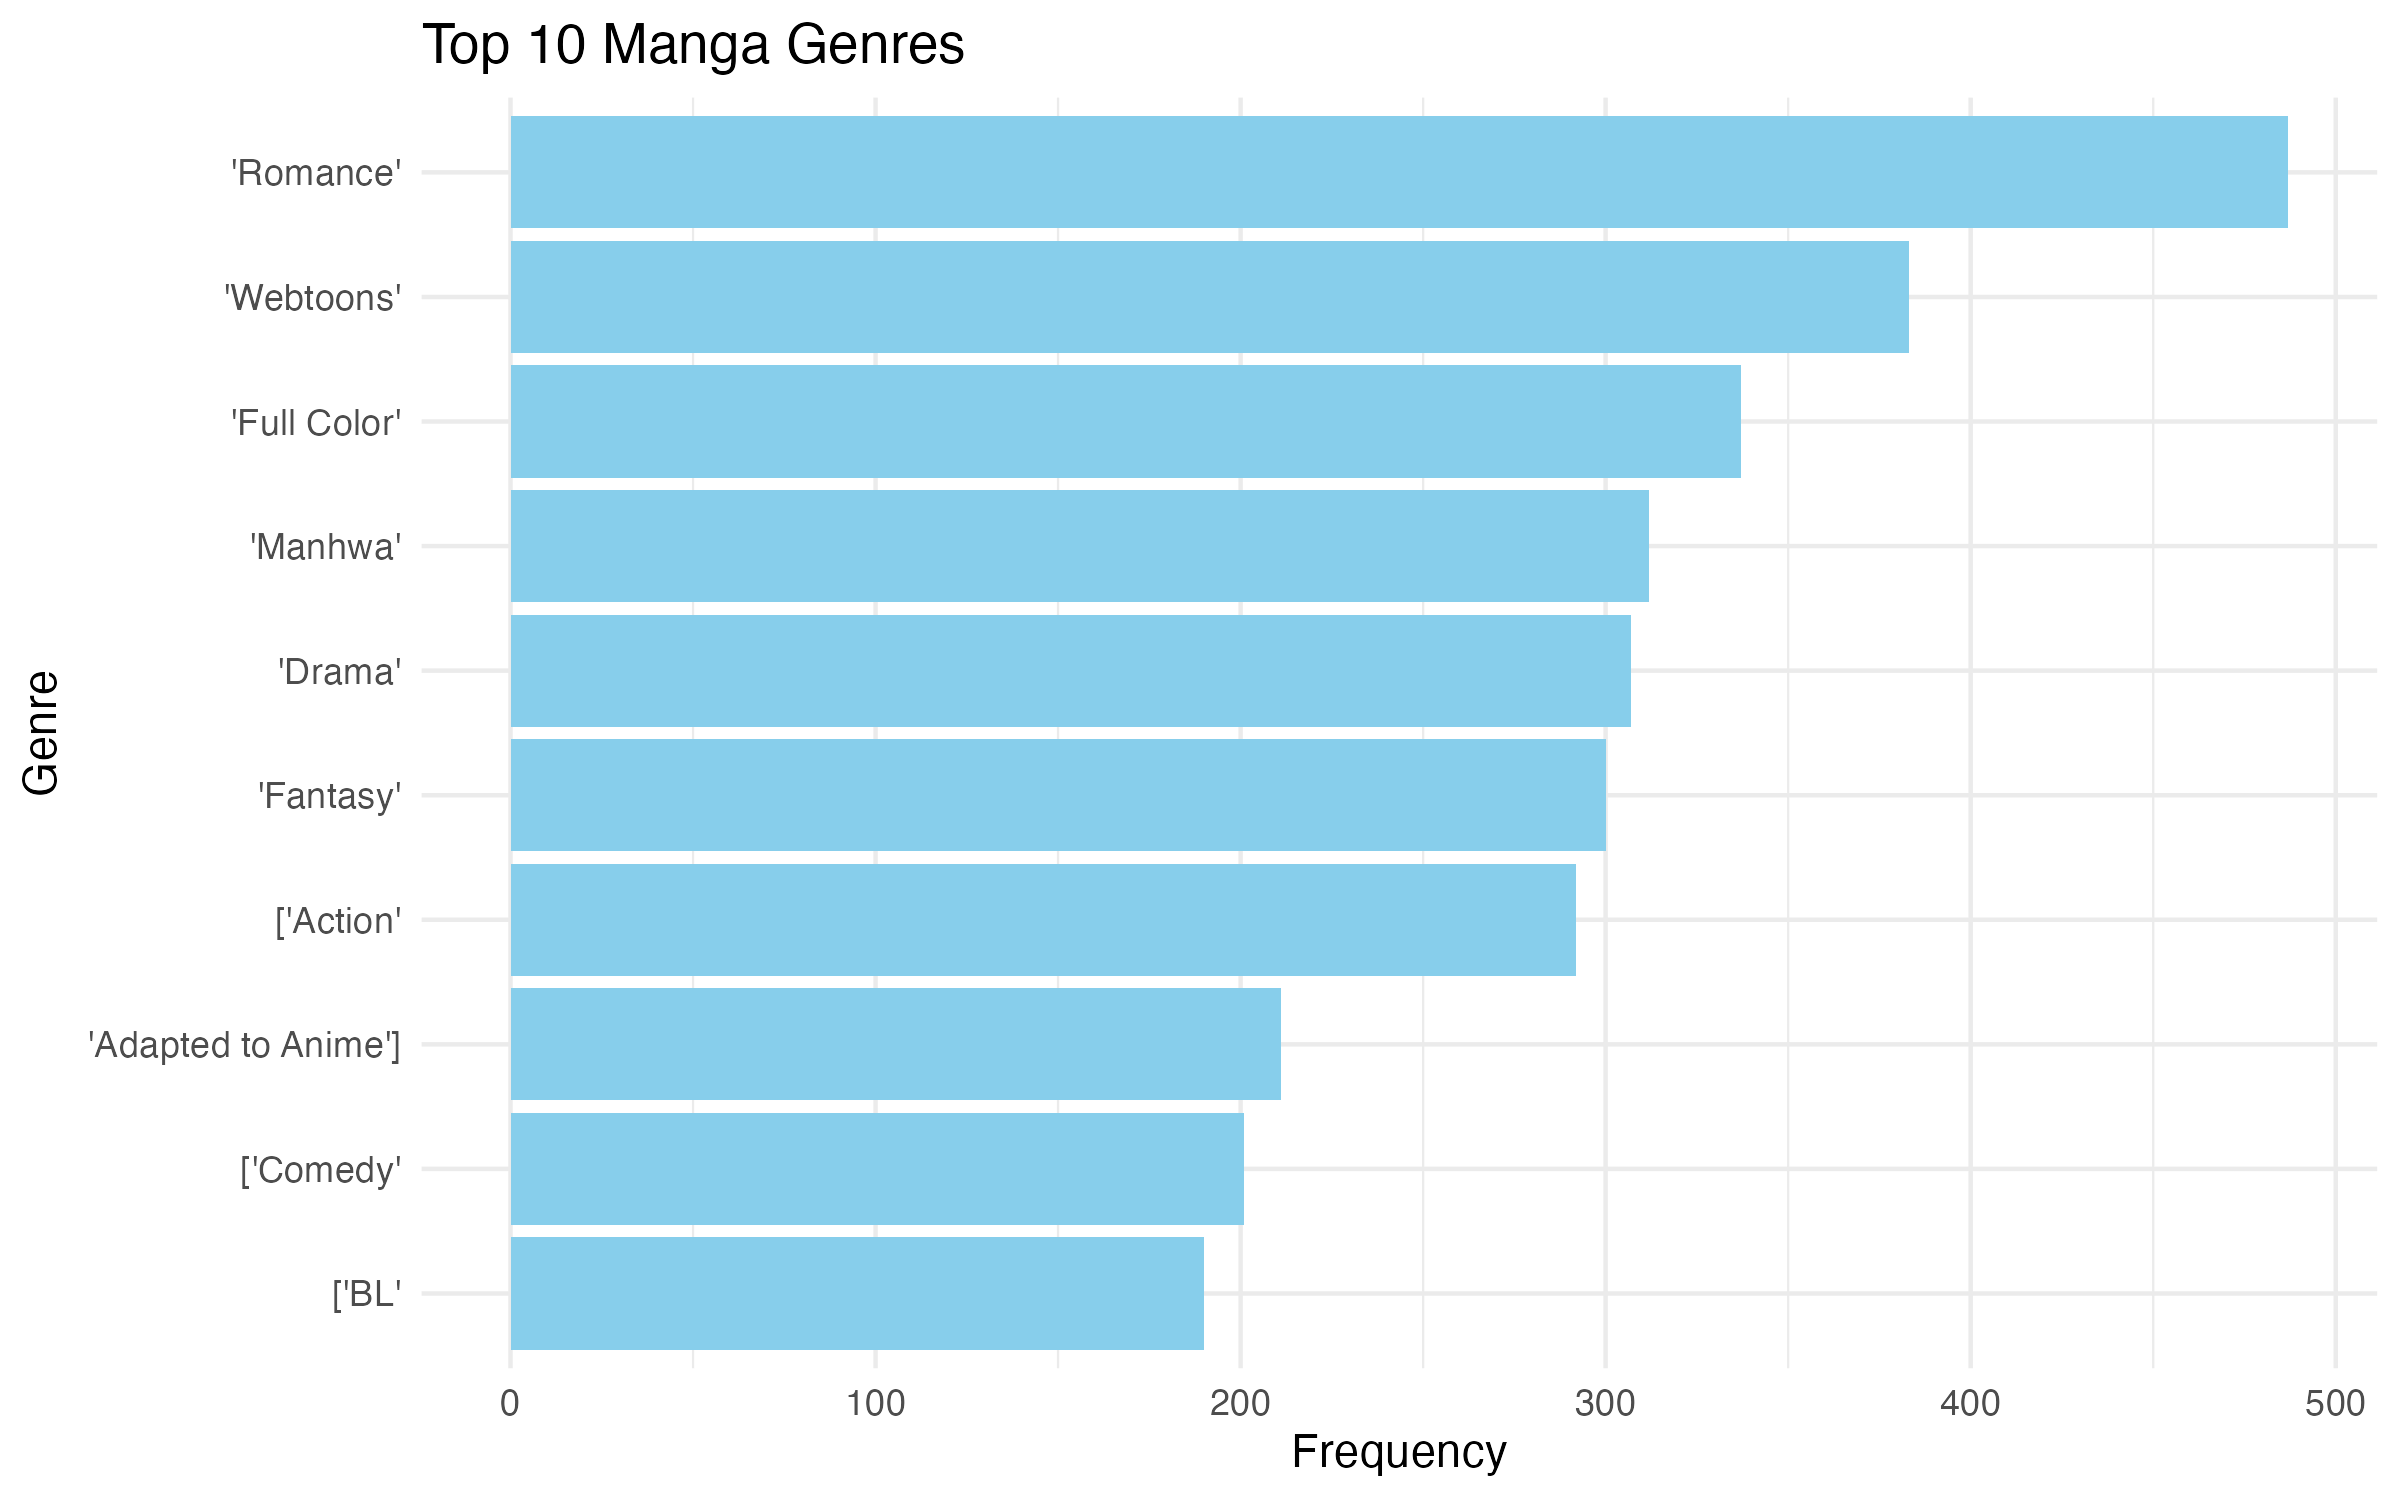 Top 10 Manga Genres
Genre
'Romance'
'Webtoons'
'Full Color'
'Manhwa'
'Drama'
'Fantasy'
['Action'
'Adapted to Anime']
['Comedy'
['BL'
0 100 200 300 400 500
Frequency